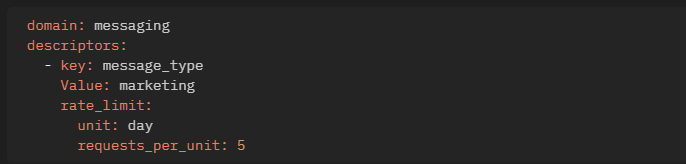 domain: messaging
descriptors:
  - key: message_type
    Value: marketing
    rate_limit:
      unit: day
      requests_per_unit: 5